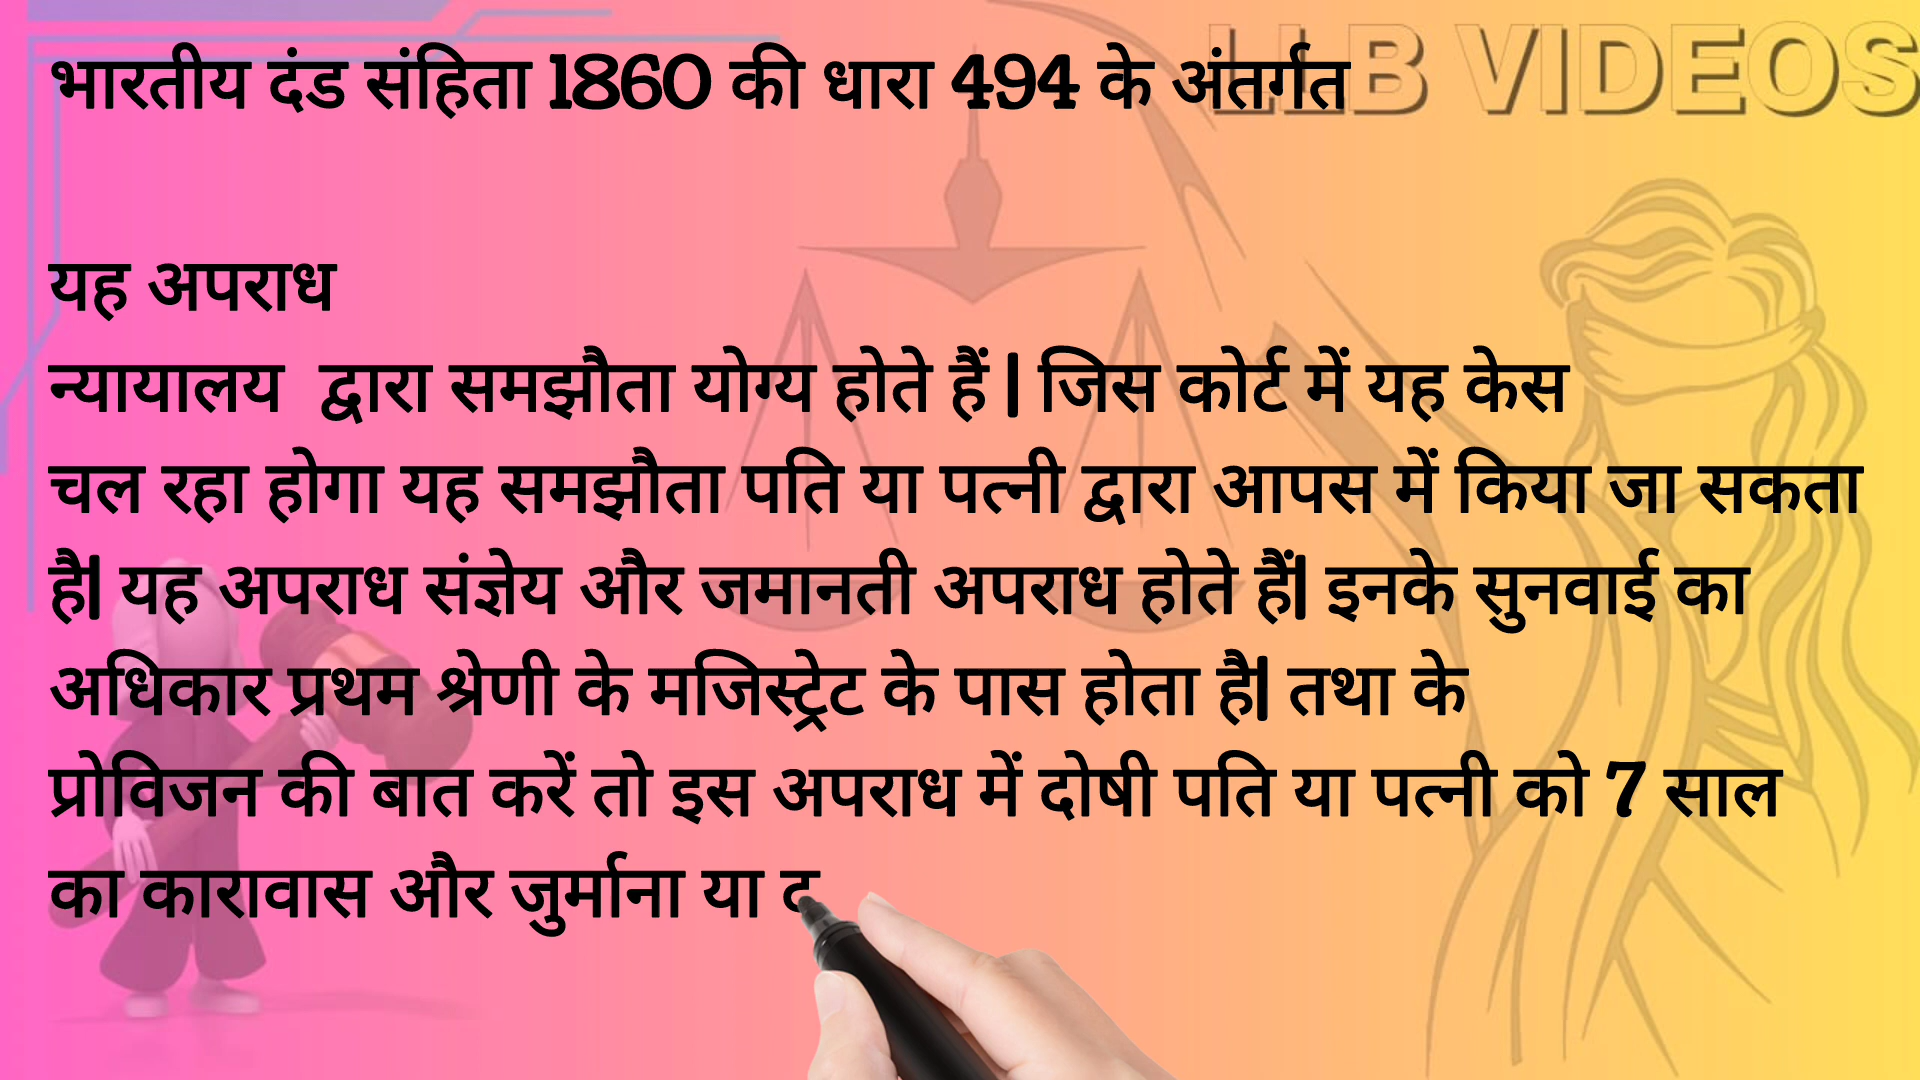 भारतीय दंड संहिता 1860 की धारा 494 के अंतर्गत
LLB VIDEOS
यह अपराध
न्यायालय द्वारा समझौता योग्य होते हैं | जिस कोर्ट में यह केस
चल रहा होगा यह समझौता पति या पत्नी द्वारा आपस में किया जा सकता
है| यह अपराध संज्ञेय और जमानती अपराध होते हैं| इनके सुनवाई का
अधिकार प्रथम श्रेणी के मजिस्ट्रेट के पास होता है| तथा के
प्रोविजन की बात करें तो इस अपराध में दोषी पति या पत्नी को 7 साल
का कारावास और जुर्माना या